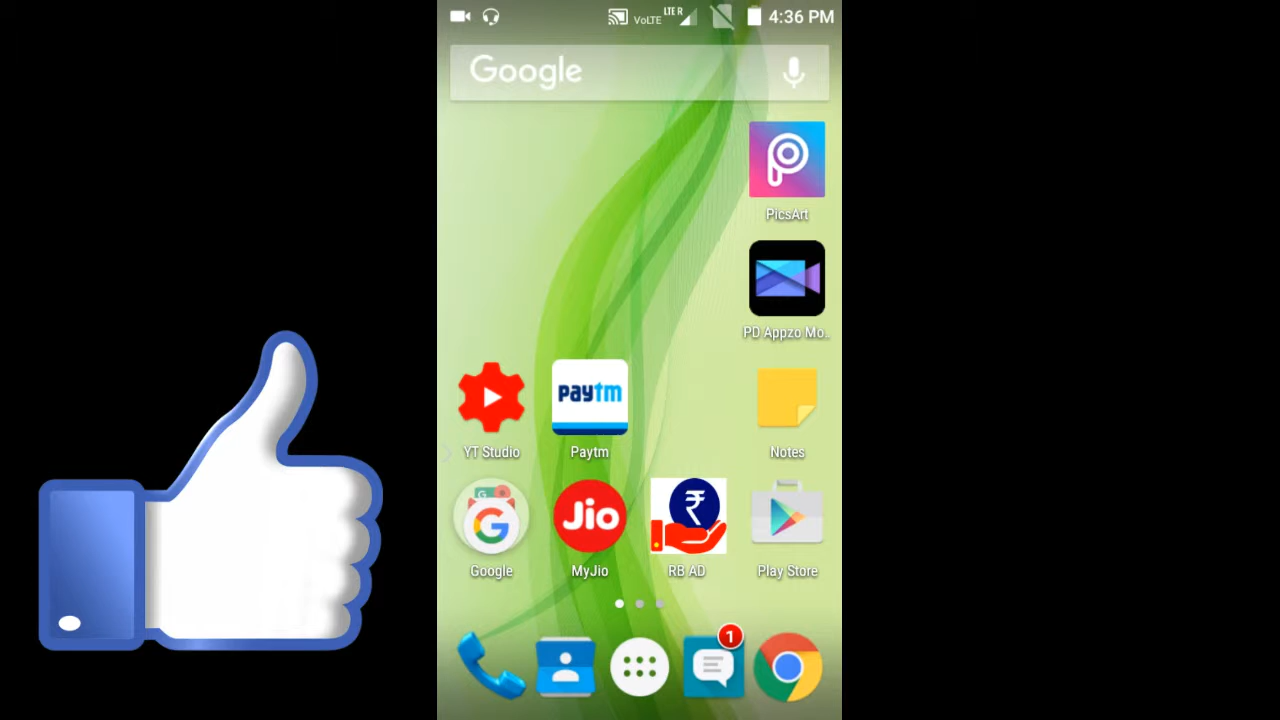 VoLTE LTE R 4:36 PM
Google
PicsArt
PD Appzo Mo..
paytm
YT Studio Paytm Notes
G
G Jio ₹
Google MyJio RB AD Play Store
1